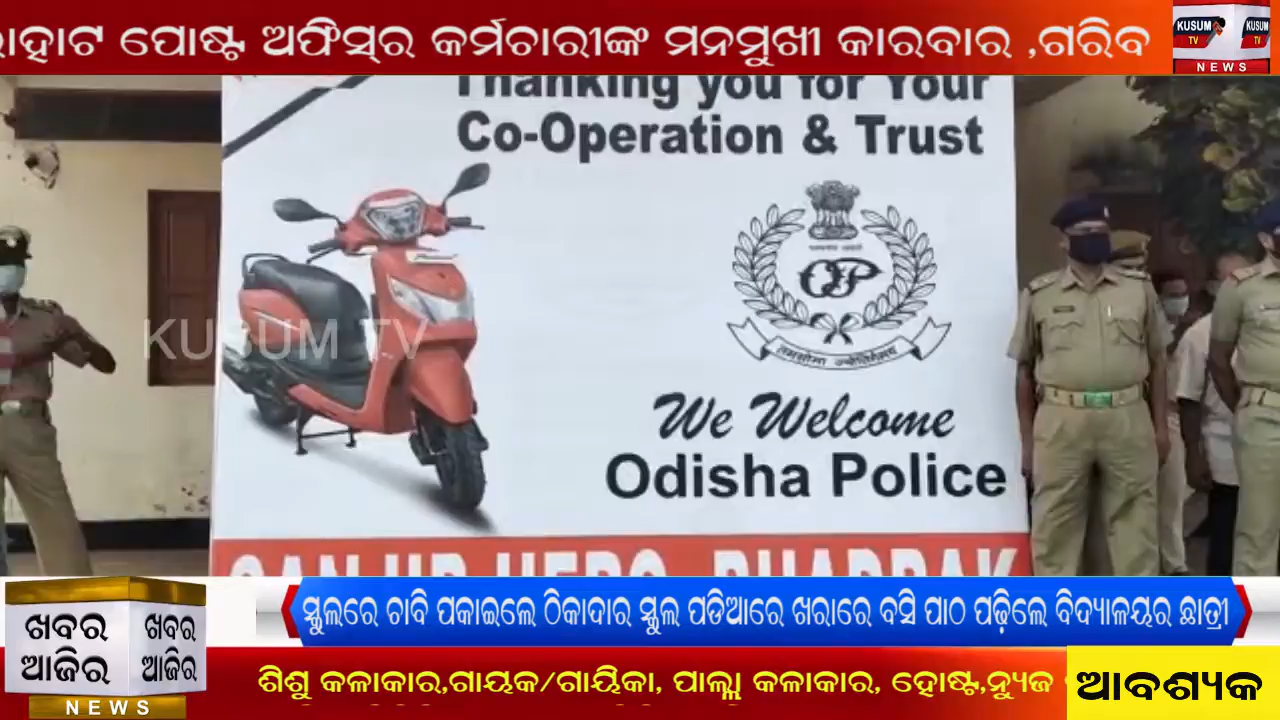 ାହାଟ ପୋଷ୍ଟ ଅଫିସ୍‌ର କର୍ମଚାରୀଙ୍କ ମନମୁଖୀ କାରବାର ,ଗରିବ
KUSUM TV
NEWS
Thanking you for Your
Co-Operation & Trust
KUSUM TV
We Welcome
Odisha Police
ସ୍କୁଲରେ ଚାବି ପକାଇଲେ ଠିକାଦାର ସ୍କୁଲ ପଡିଆରେ ଖରାରେ ବସି ପାଠ ପଢ଼ିଲେ ବିଦ୍ୟାଳୟର ଛାତ୍ରୀ
ଖବର ଆଜିର
ଖବର ଆଜିର
NEWS
ଶିଶୁ କଳାକାର,ଗାୟକ/ଗାୟିକା, ପାଲ୍ଲା କଳାକାର, ହୋଷ୍ଟ,ନ୍ୟୁଜ
ଆବଶ୍ୟକ